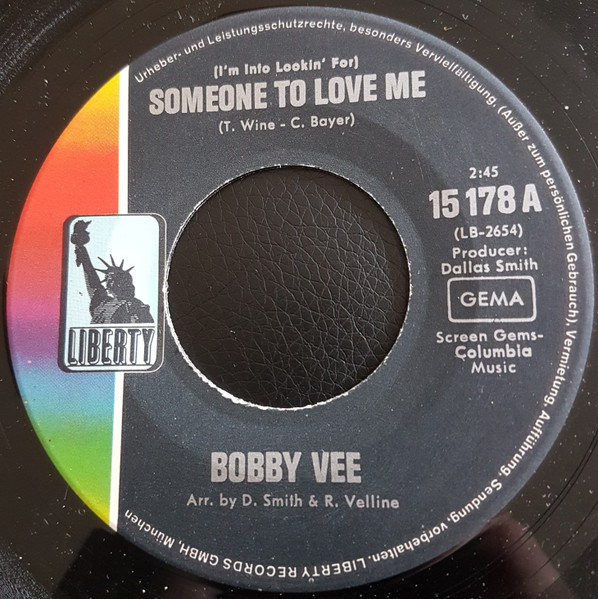 Urheber- und Leistungsschutzrechte, besonders Vervielfältigung, (Außer zum persönlichen Gebrauch), Vermietung, Aufführung, Sendung, vorbehalten. LIBERTY RECORDS GMBH, München
(I'm Into Lookin' For)
SOMEONE TO LOVE ME
(T. Wine - C. Bayer)
2:45
15 178 A
(LB-2654)
Producer:
Dallas Smith
GEMA
Screen Gems-
Columbia
Music
LIBERTY
BOBBY VEE
Arr. by D. Smith & R. Velline